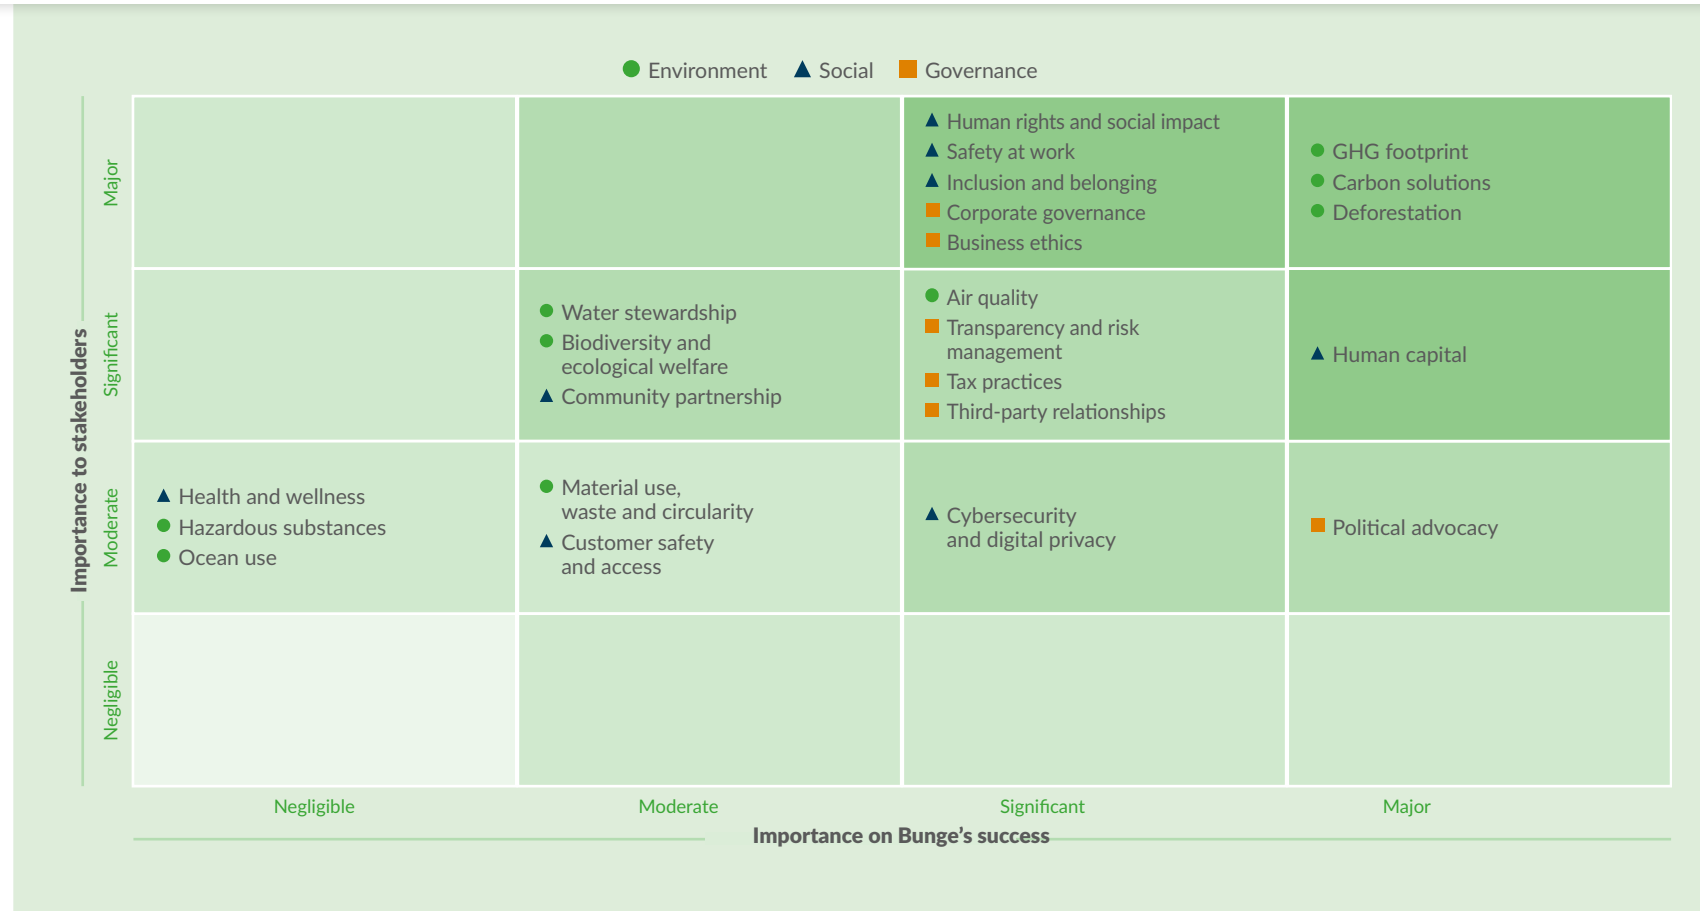 Environment
Social
Governance
Importance to stakeholders
Major
Human rights and social impact
Safety at work
Inclusion and belonging
Corporate governance
Business ethics
GHG footprint
Carbon solutions
Deforestation
Significant
Water stewardship
Biodiversity and
ecological welfare
Community partnership
Air quality
Transparency and risk
management
Tax practices
Third-party relationships
Human capital
Moderate
Health and wellness
Hazardous substances
Ocean use
Material use,
waste and circularity
Customer safety
and access
Cybersecurity
and digital privacy
Political advocacy
Negligible
Negligible
Moderate
Significant
Major
Importance on Bunge’s success